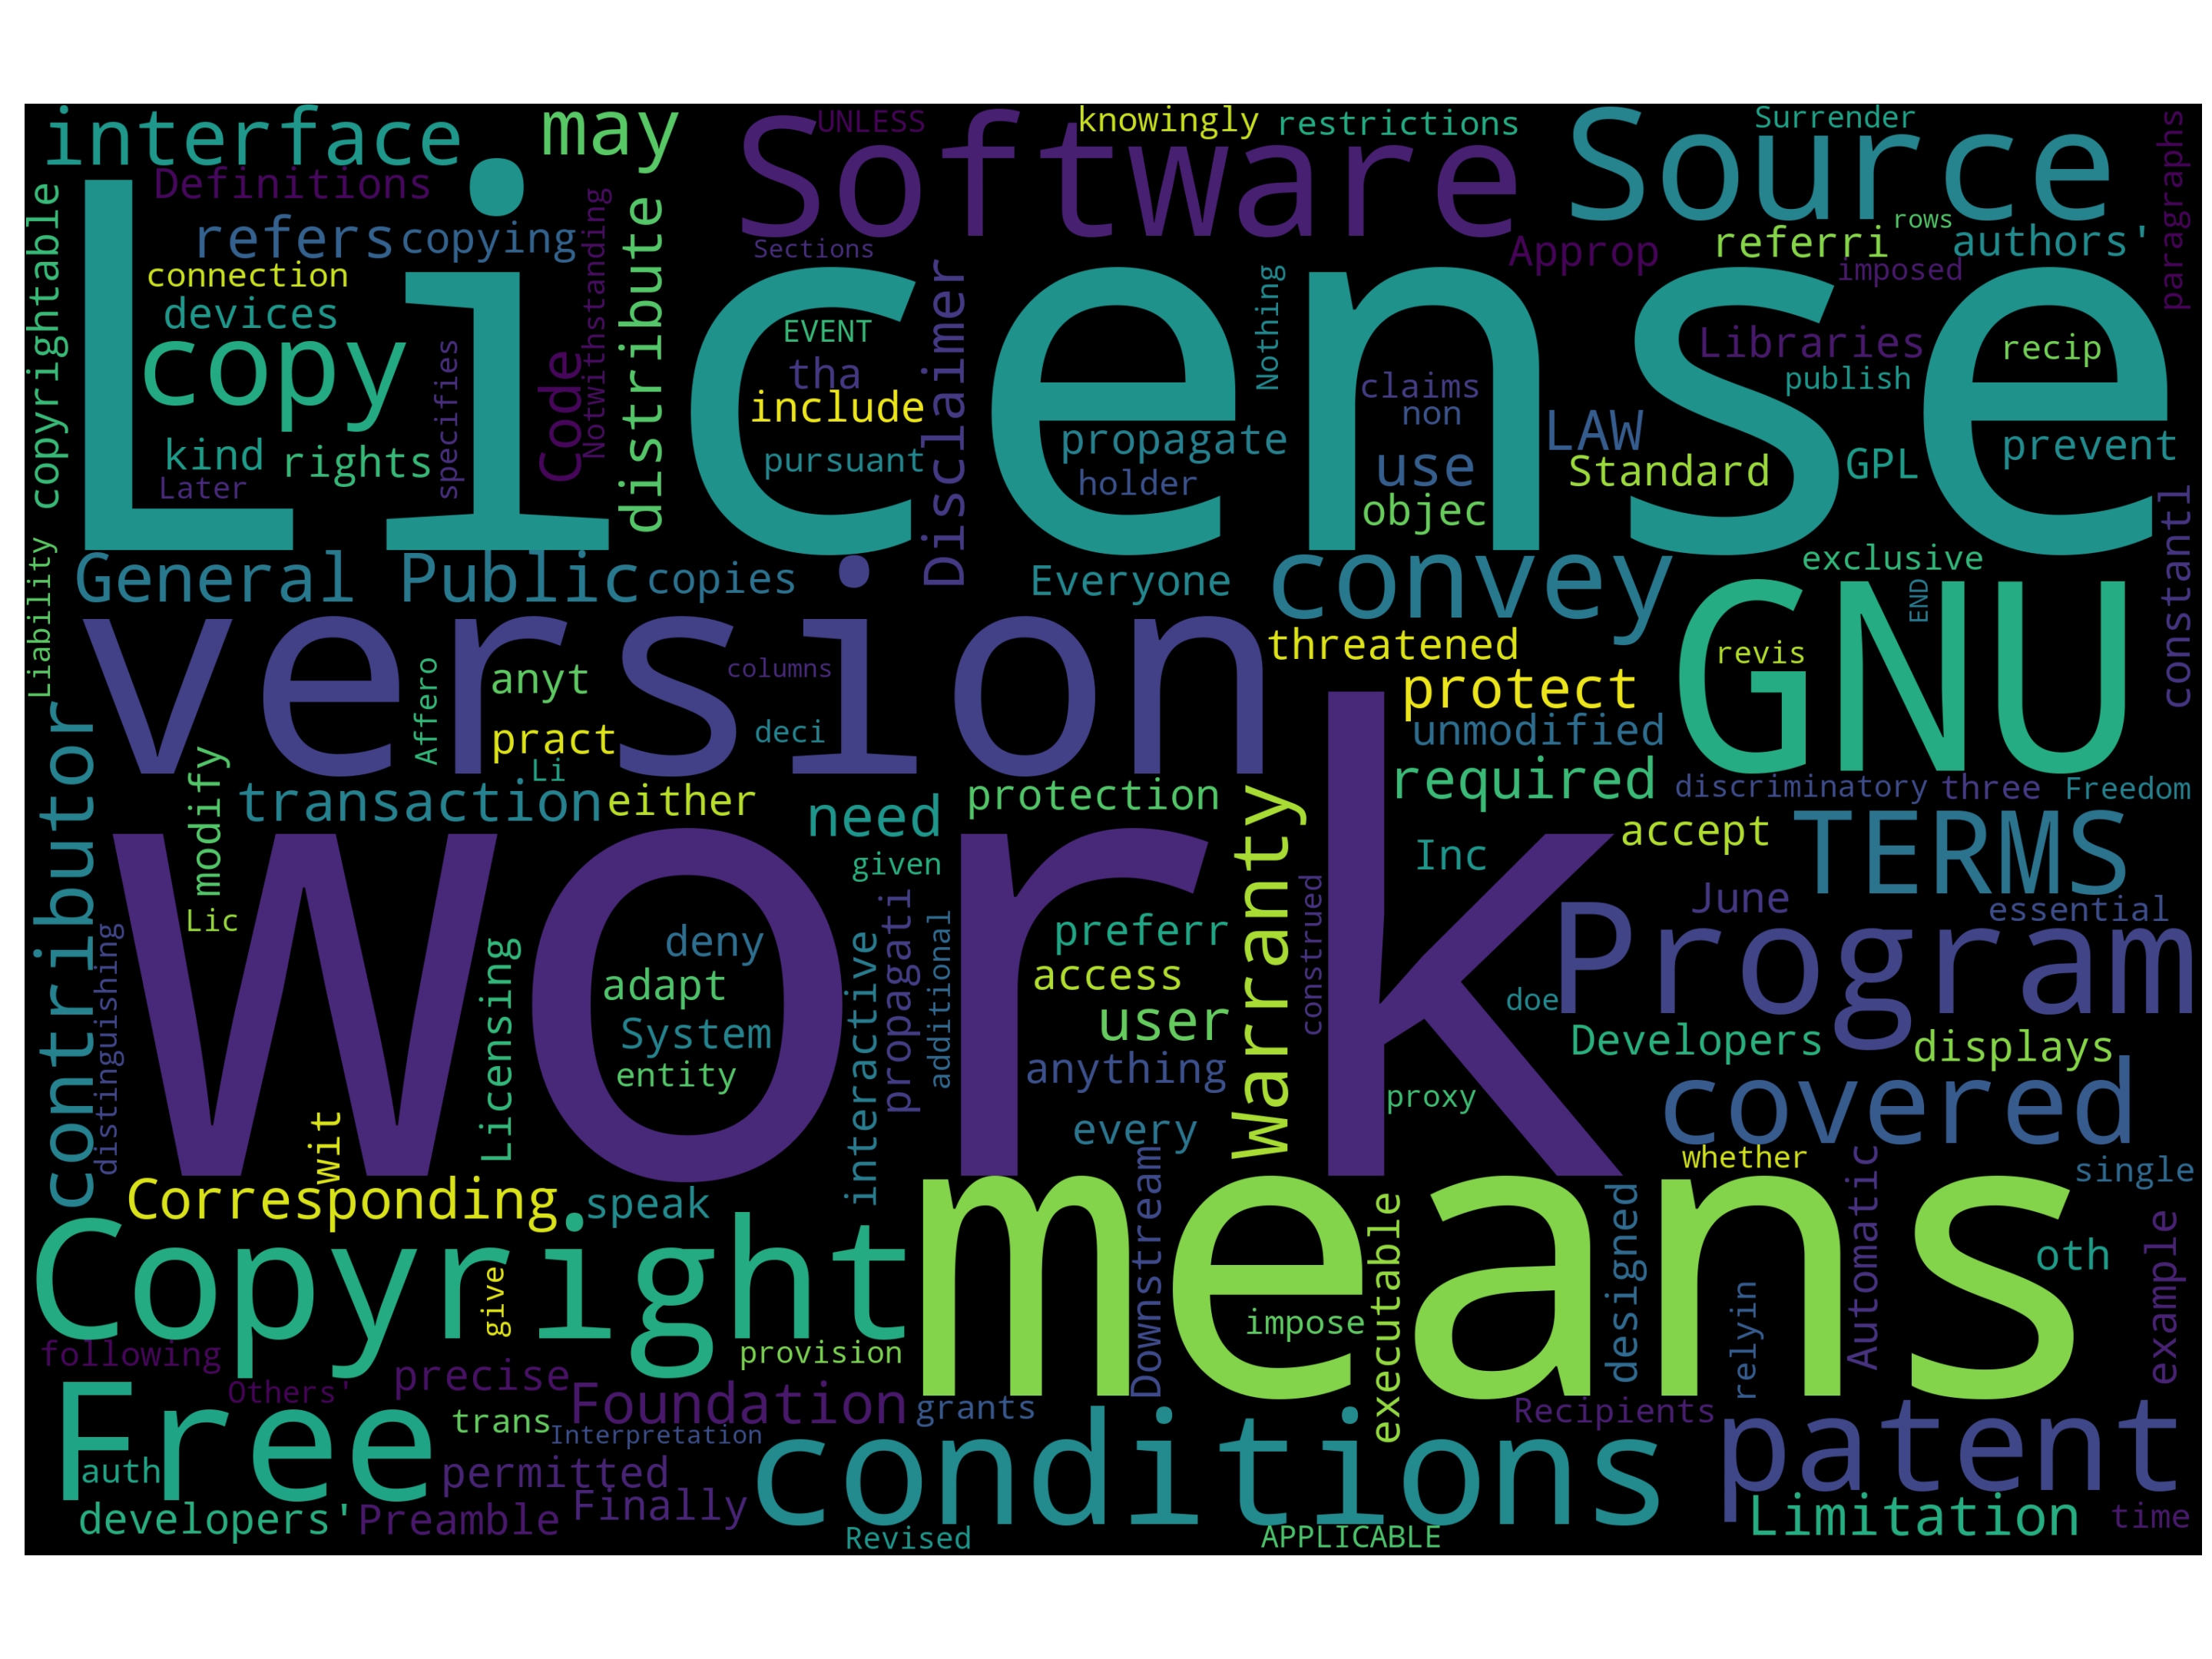 interface
may
Software
UNLESS
knowingly
restrictions
Source
Surrender
paragraphs
Definitions
refers
copying
connection
devices
copy
kind
rights
Later
copyrightable
specifies
Code
Notwithstanding
distribute
License
Sections
EVENT
tha
include
pursuant
Disclaimer
Nothing
propagate
holder
claims
non
use
objec
Approp
LAW
Standard
referri
rows
authors'
imposed
Libraries
recip
publish
GPL
prevent
constantl
Liability
General Public
copies
Everyone
convey
exclusive
END
version
columns
deci
Affero
anyt
pract
Li
threatened
protect
unmodified
required
GNU
revis
discriminatory
three
Freedom
contributor
modify
transaction
either
need
protection
Warranty
Inc
accept
TERMS
given
work
Lic
distinguishing
wit
Licensing
deny
adapt
System
entity
interactive
propagati
additional
preferr
access
user
anything
every
construed
proxy
doe
June
essential
Program
Developers
displays
covered
whether
single
Corresponding
speak
Copyright
give
means
Downstream
impose
executable
designed
relyin
Automatic
oth
example
following
Others'
precise
provision
Free
trans
Foundation
grants
Interpretation
Recipients
auth
permitted
conditions
patent
developers'
Preamble
Finally
Revised
APPLICABLE
Limitation
time